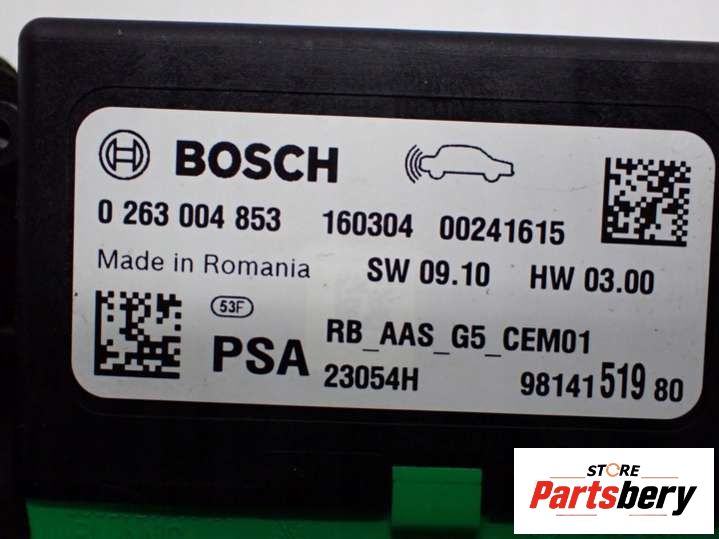 BOSCH
0 263 004 853 160304 00241615
Made in Romania SW 09.10 HW 03.00
53F
PSA RB_AAS_G5_CEM01
23054H 98141 519 80
STORE
Partsbery